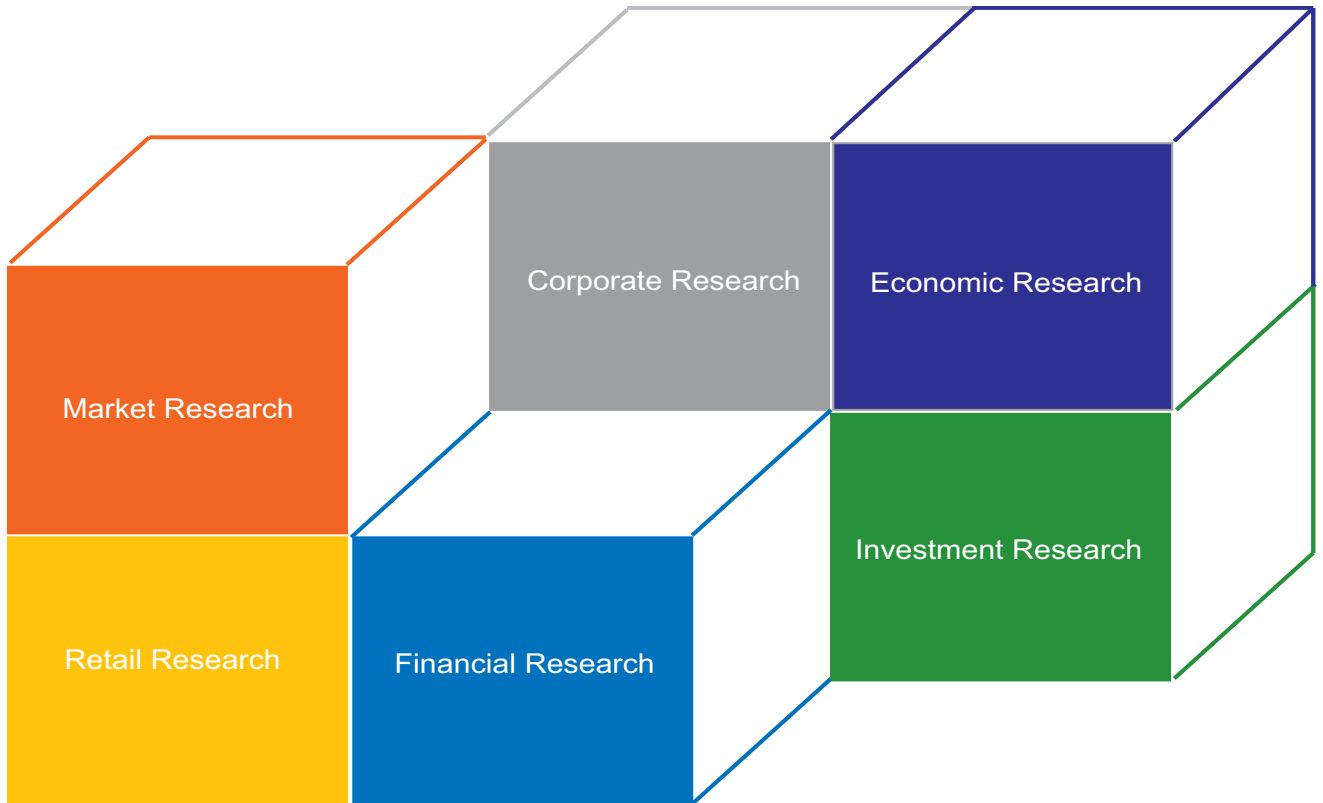 Corporate Research
Economic Research
Market Research
Investment Research
Retail Research
Financial Research